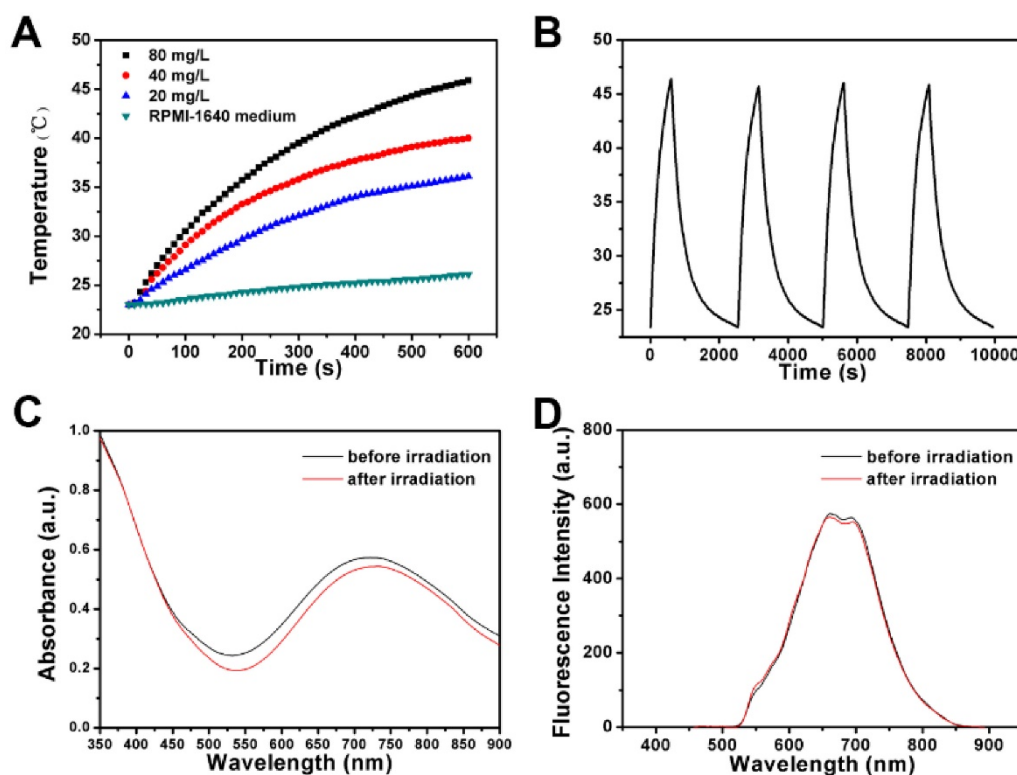 A
50
45
40
35
30
25
20
80 mg/L
40 mg/L
20 mg/L
RPMI-1640 medium
Temperature (℃)
0 100 200 300 400 500 600
Time (s)
B
50
45
40
35
30
25
0 2000 4000 6000 8000 10000
Time (s)
C
1.0
0.8
0.6
0.4
0.2
0.0
before irradiation
after irradiation
Absorbance (a.u.)
350 400 450 500 550 600 650 700 750 800 850 900
Wavelength (nm)
D
800
600
400
200
0
before irradiation
after irradiation
Fluorescence Intensity (a.u.)
400 500 600 700 800 900
Wavelength (nm)